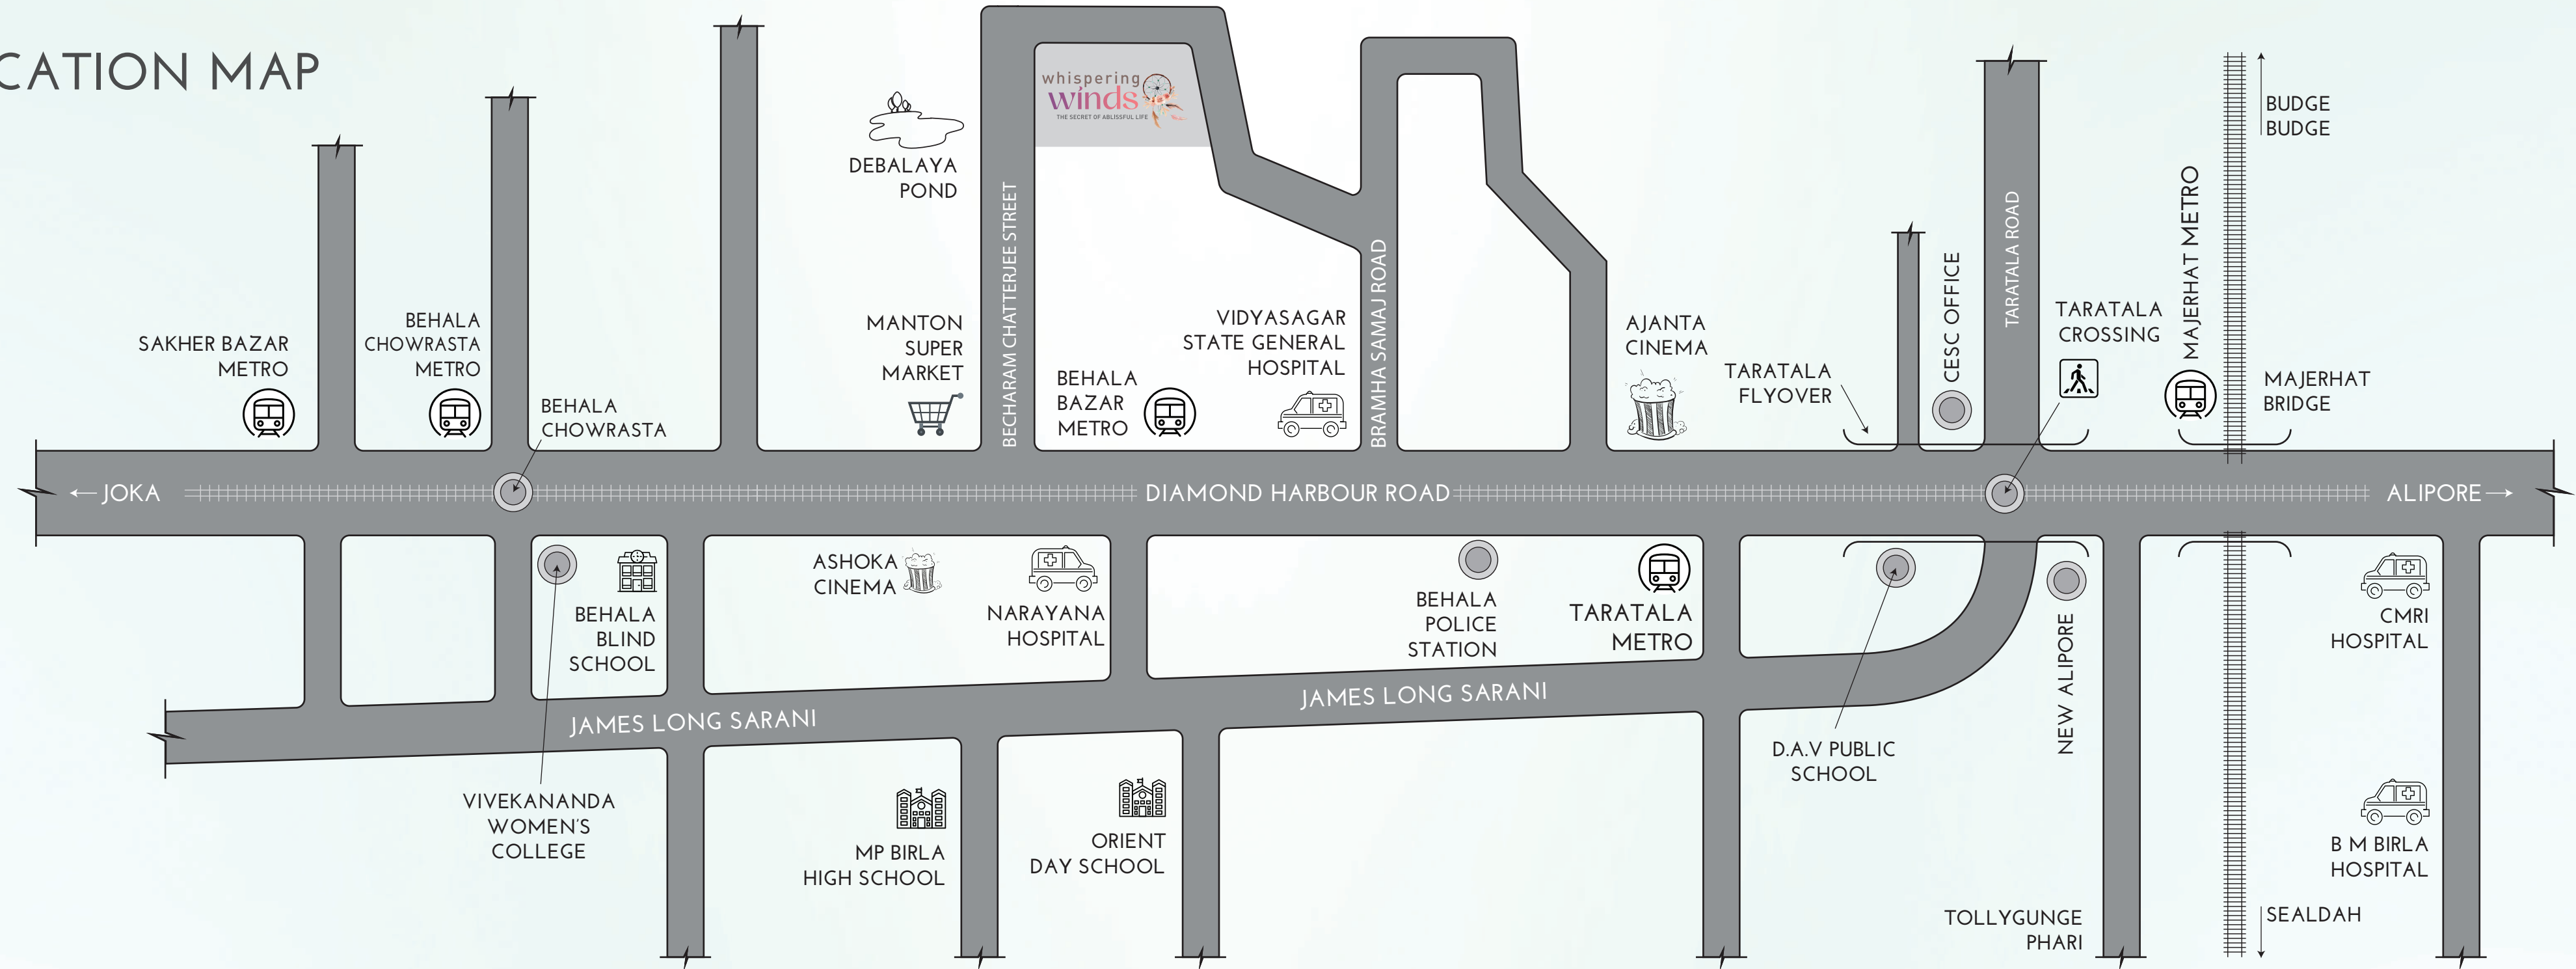 CATION MAP
whispering
winds
THE SECRET OF ABLISSFUL LIFE
DEBALAYA
POND
BECHARAM CHATTERJEE STREET
BRAMHA SAMAJ ROAD
TARATALA ROAD
BUDGE
BUDGE
SAKHER BAZAR
METRO
BEHALA
CHOWRASTA
METRO
BEHALA
CHOWRASTA
MANTON
SUPER
MARKET
BEHALA
BAZAR
METRO
VIDYASAGAR
STATE GENERAL
HOSPITAL
AJANTA
CINEMA
TARATALA
FLYOVER
CESC OFFICE
TARATALA
CROSSING
MAJERHAT METRO
MAJERHAT
BRIDGE
JOKA
DIAMOND HARBOUR ROAD
ALIPORE
BEHALA
BLIND
SCHOOL
ASHOKA
CINEMA
NARAYANA
HOSPITAL
BEHALA
POLICE
STATION
TARATALA
METRO
NEW ALIPORE
CMRI
HOSPITAL
JAMES LONG SARANI
JAMES LONG SARANI
VIVEKANANDA
WOMEN'S
COLLEGE
MP BIRLA
HIGH SCHOOL
ORIENT
DAY SCHOOL
D.A.V PUBLIC
SCHOOL
B M BIRLA
HOSPITAL
TOLLYGUNGE
PHARI
SEALDAH